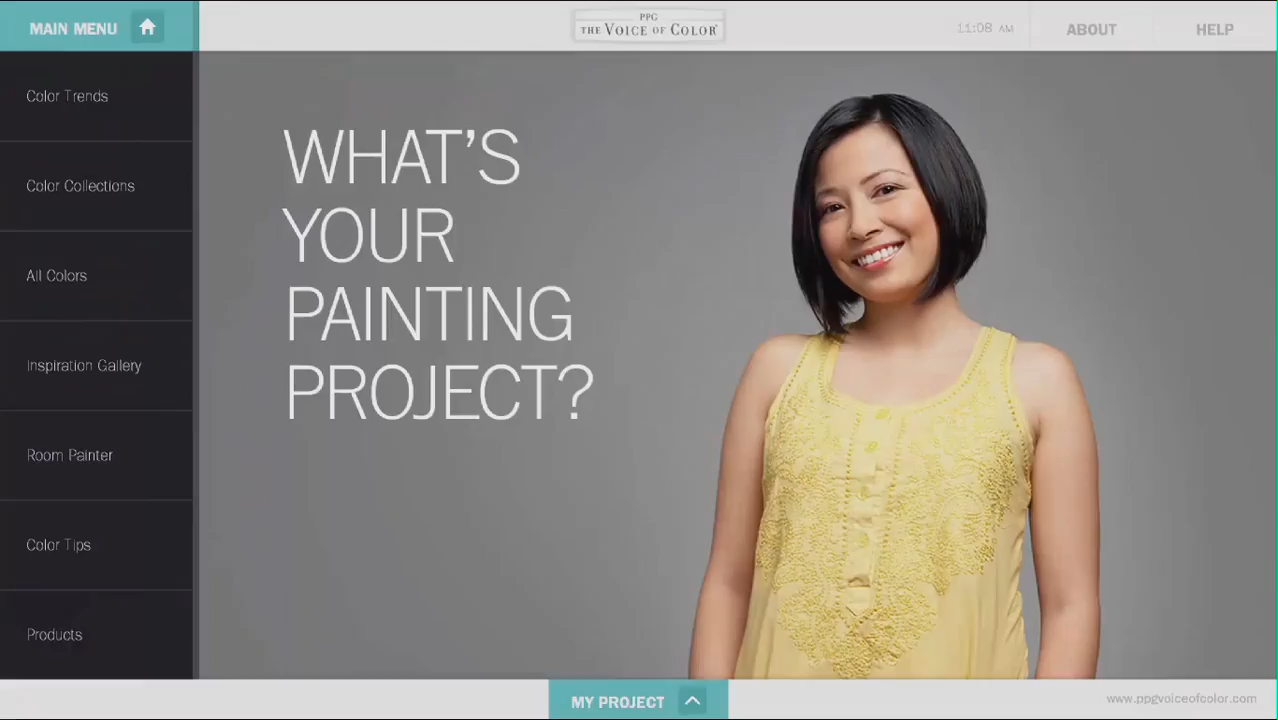 MAIN MENU
PPG
THE VOICE OF COLOR
11:08 AM
ABOUT
HELP
Color Trends
Color Collections
All Colors
Inspiration Gallery
Room Painter
Color Tips
Products
WHAT'S
YOUR
PAINTING
PROJECT?
MY PROJECT
www.ppgvoiceofcolor.com